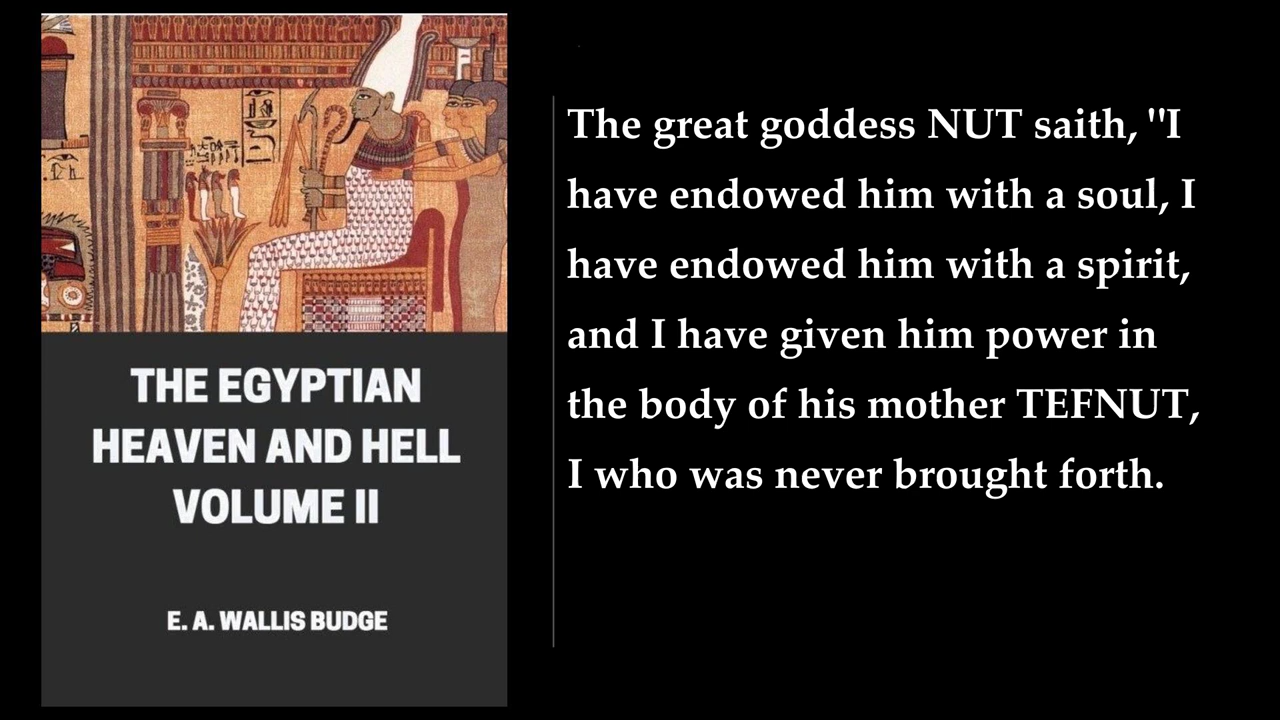 THE EGYPTIAN
HEAVEN AND HELL
VOLUME II
E. A. WALLIS BUDGE
The great goddess NUT saith, "I
have endowed him with a soul, I
have endowed him with a spirit,
and I have given him power in
the body of his mother TEFNUT,
I who was never brought forth.